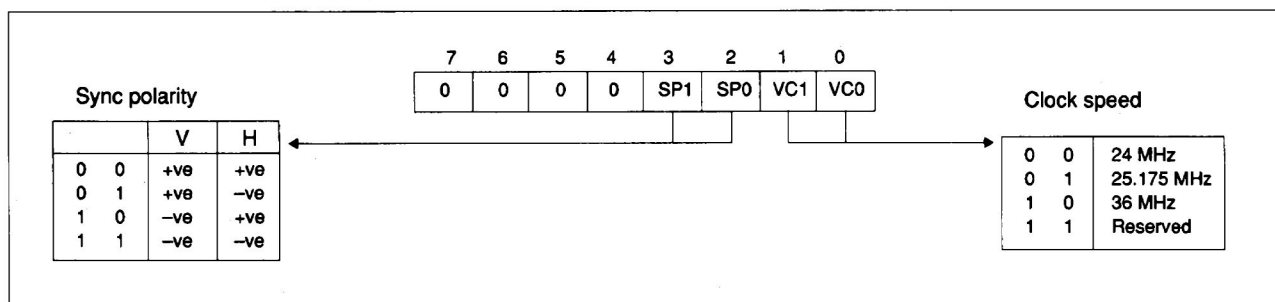 7 6 5 4 3 2 1 0
0 0 0 0 SP1 SP0 VC1 VC0
Sync polarity
V H
0 0 +ve +ve
0 1 +ve −ve
1 0 −ve +ve
1 1 −ve −ve
Clock speed
0 0 24 MHz
0 1 25.175 MHz
1 0 36 MHz
1 1 Reserved